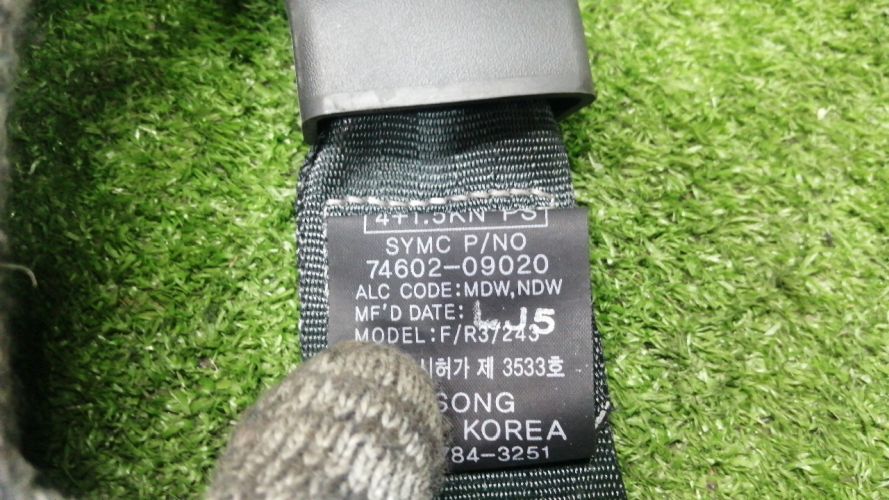 4+1.5KN PS
SYMC P/NO
74602-09020
ALC CODE:MDW,NDW
MF'D DATE: LJ5
MODEL:F/R3/243
시허가 제 3533호
SONG
KOREA
784-3251